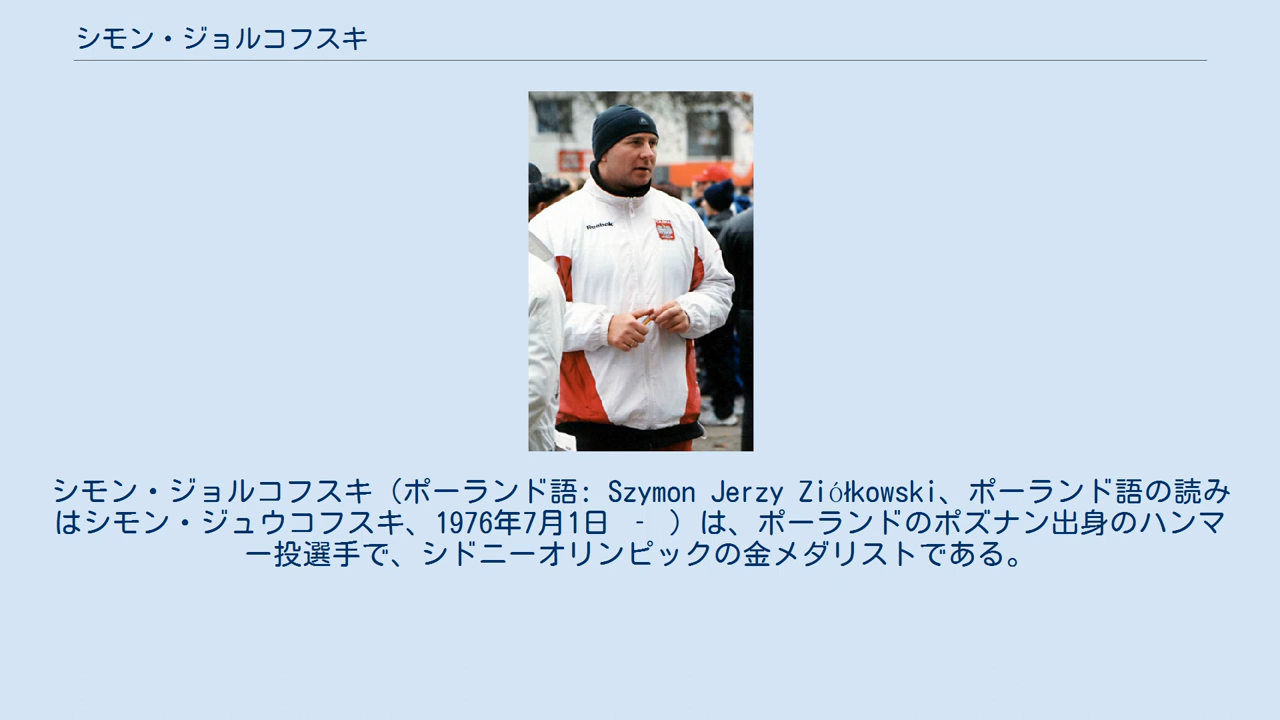 シモン・ジョルコフスキ
Reebok
シモン・ジョルコフスキ（ポーランド語: Szymon Jerzy Ziółkowski、ポーランド語の読み
はシモン・ジュウコフスキ、1976年7月1日 - ）は、ポーランドのポズナン出身のハンマ
ー投選手で、シドニーオリンピックの金メダリストである。